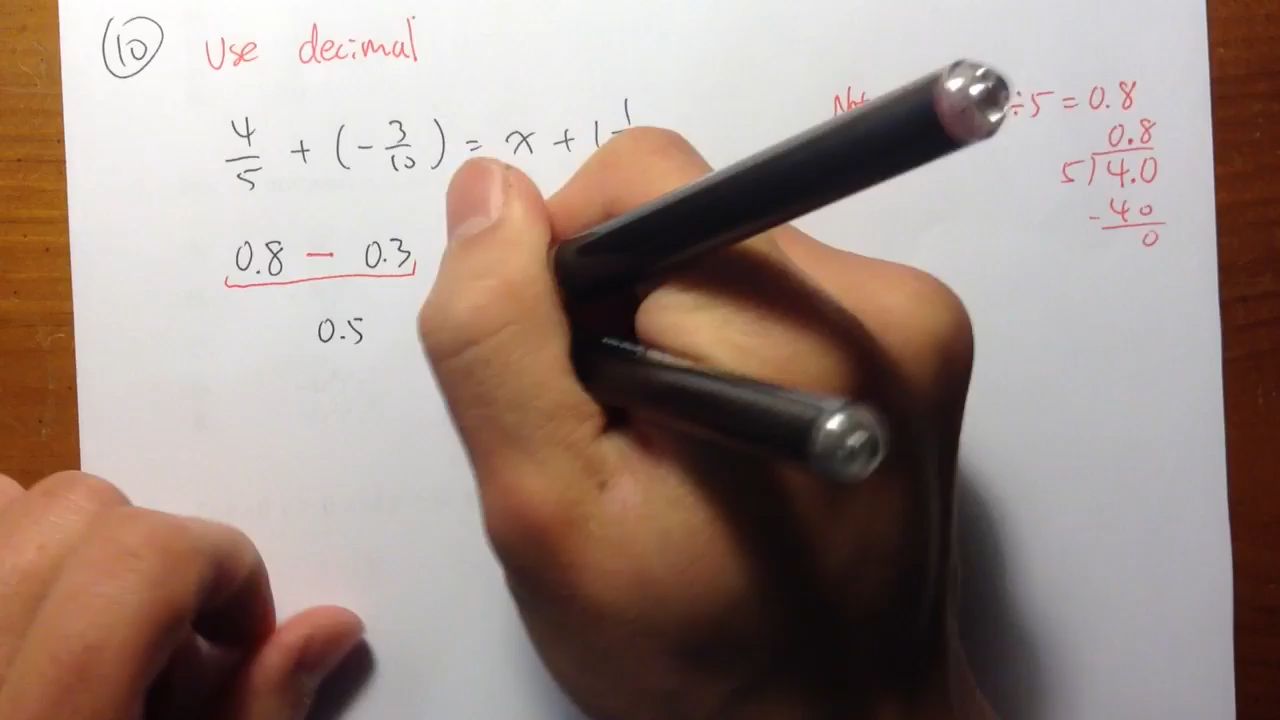 10 Use decimal
4/5 + (- 3/10) = x + 1
0.8 - 0.3
0.5
÷5 = 0.8
0.8
5) 4.0
-40
0